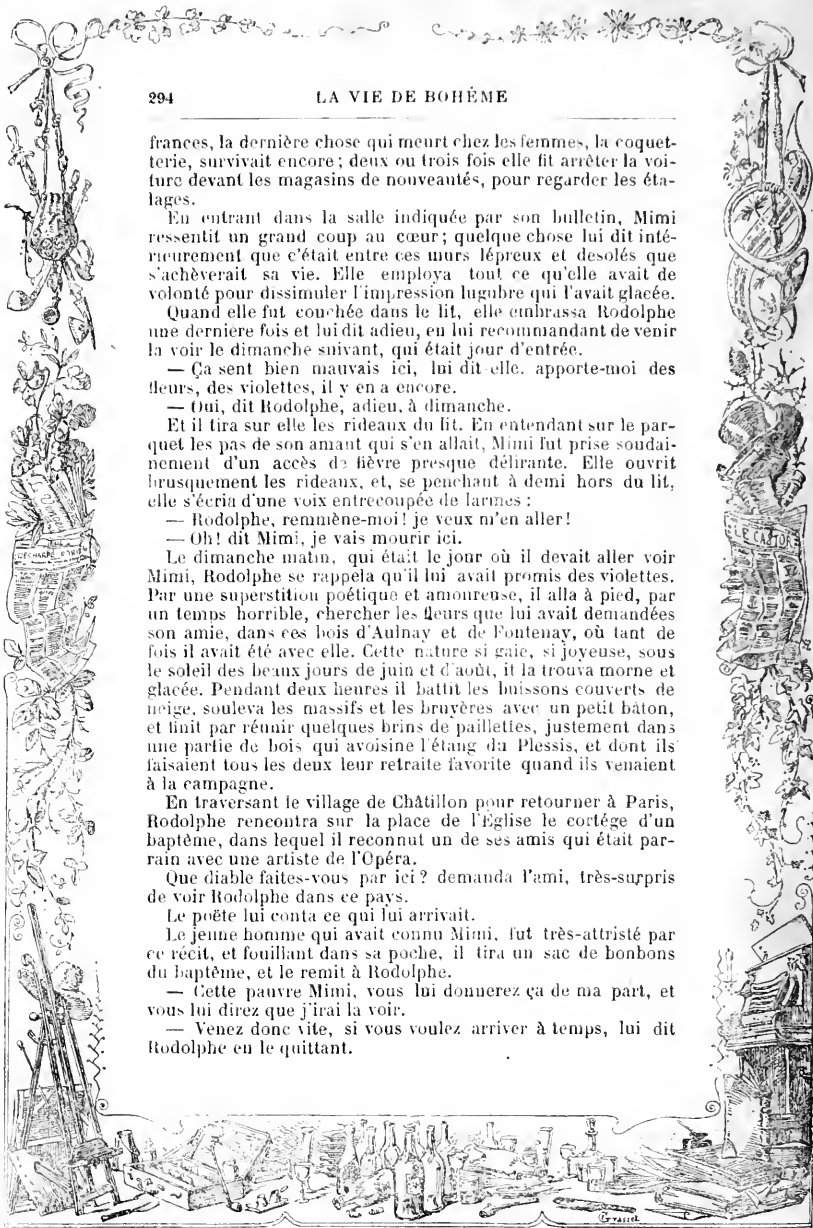 294 LA VIE DE BOHÈME
frances, la dernière chose qui meurt chez les femmes, la coquet-
terie, survivait encore ; deux ou trois fois elle fit arrêter la voi-
ture devant les magasins de nouveautés, pour regarder les éta-
lages.
En entrant dans la salle indiquée par son bulletin, Mimi
ressentit un grand coup au cœur ; quelque chose lui dit inté-
rieurement que c'était entre ces murs lépreux et desolés que
s'achèverait sa vie. Elle employa tout ce qu'elle avait de
volonté pour dissimuler l'impression lugubre qui l'avait glacée.
Quand elle fut couchée dans le lit, elle embrassa Rodolphe
une dernière fois et lui dit adieu, en lui recommandant de venir
la voir le dimanche suivant, qui était jour d'entrée.
— Ça sent bien mauvais ici, lui dit-elle. apporte-moi des
fleurs, des violettes, il y en a encore.
— Oui, dit Rodolphe, adieu, à dimanche.
Et il tira sur elle les rideaux du lit. En entendant sur le par-
quet les pas de son amant qui s'en allait, Mimi fut prise soudai-
nement d'un accès de fièvre presque délirante. Elle ouvrit
brusquement les rideaux, et, se penchant à demi hors du lit,
elle s'écria d'une voix entrecoupée de larmes :
— Rodolphe, remmène-moi ! je veux m'en aller !
— Oh ! dit Mimi, je vais mourir ici.
Le dimanche matin, qui était le jour où il devait aller voir
Mimi, Rodolphe se rappela qu'il lui avait promis des violettes.
Par une superstition poétique et amoureuse, il alla à pied, par
un temps horrible, chercher les fleurs que lui avait demandées
son amie, dans ces bois d'Aulnay et de Fontenay, où tant de
fois il avait été avec elle. Cette nature si gaie, si joyeuse, sous
le soleil des beaux jours de juin et d'août, il la trouva morne et
glacée. Pendant deux heures il battit les buissons couverts de
neige, souleva les massifs et les bruyères avec un petit bâton,
et finit par réunir quelques brins de paillettes, justement dans
une partie de bois qui avoisine l'étang du Plessis, et dont ils
faisaient tous les deux leur retraite favorite quand ils venaient
à la campagne.
En traversant le village de Châtillon pour retourner à Paris,
Rodolphe rencontra sur la place de l'Église le cortége d'un
baptême, dans lequel il reconnut un de ses amis qui était par-
rain avec une artiste de l'Opéra.
Que diable faites-vous par ici ? demanda l'ami, très-surpris
de voir Rodolphe dans ce pays.
Le poëte lui conta ce qui lui arrivait.
Le jeune homme qui avait connu Mimi, fut très-attristé par
ce récit, et fouillant dans sa poche, il tira un sac de bonbons
du baptême, et le remit à Rodolphe.
— Cette pauvre Mimi, vous lui donnerez ça de ma part, et
vous lui direz que j'irai la voir.
— Venez donc vite, si vous voulez arriver à temps, lui dit
Rodolphe en le quittant.
L'ÉCHARPE D'IRIS
LE CASTOR
Grasset